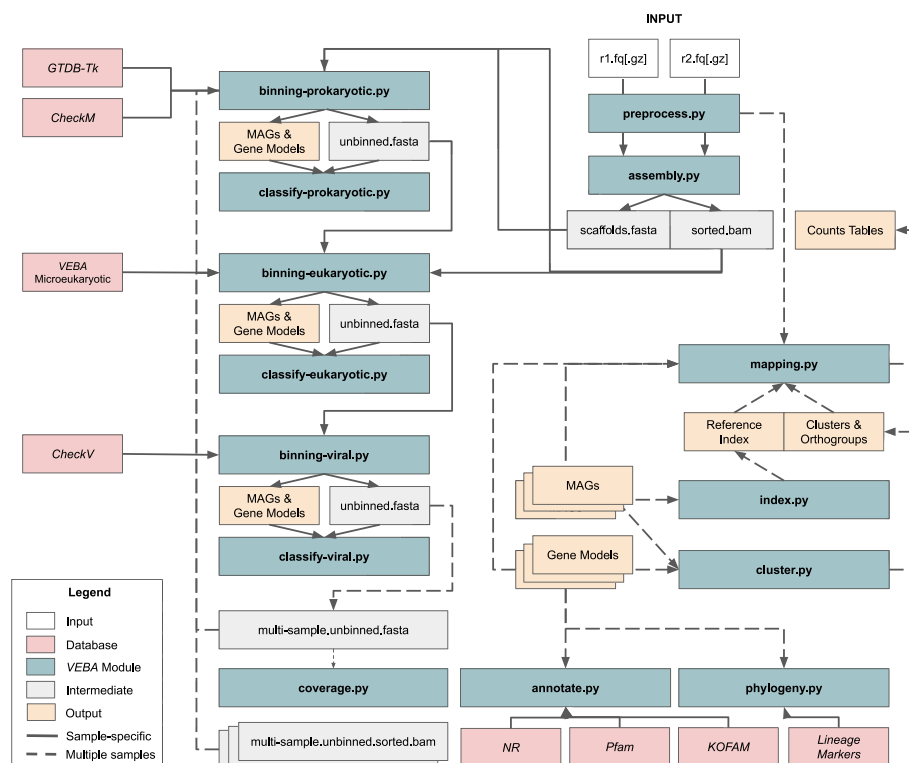 INPUT
r1.fq[.gz]
r2.fq[.gz]
GTDB-Tk
CheckM
binning-prokaryotic.py
preprocess.py
MAGs &
Gene Models
unbinned.fasta
classify-prokaryotic.py
assembly.py
scaffolds.fasta
sorted.bam
Counts Tables
VEBA
Microeukaryotic
binning-eukaryotic.py
MAGs &
Gene Models
unbinned.fasta
classify-eukaryotic.py
mapping.py
Reference
Index
Clusters &
Orthogroups
CheckV
binning-viral.py
MAGs &
Gene Models
unbinned.fasta
classify-viral.py
MAGs
index.py
Gene Models
cluster.py
Legend
Input
Database
VEBA Module
Intermediate
Output
Sample-specific
Multiple samples
multi-sample.unbinned.fasta
coverage.py
multi-sample.unbinned.sorted.bam
annotate.py
phylogeny.py
NR
Pfam
KOFAM
Lineage
Markers